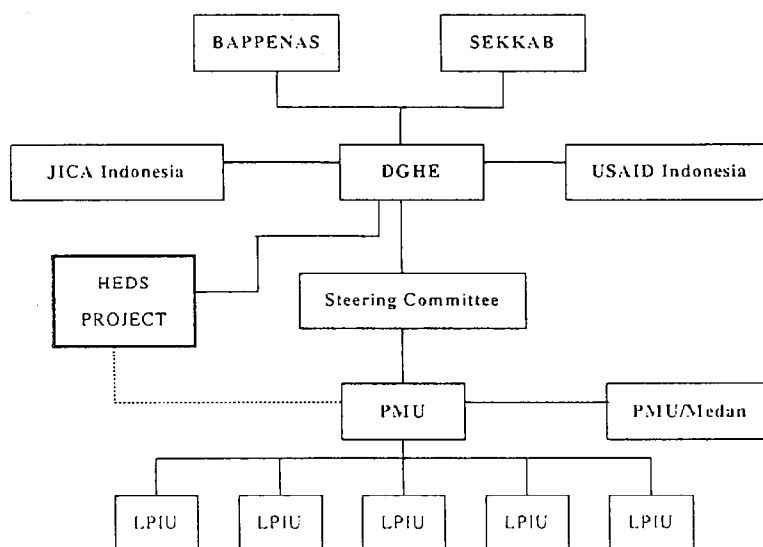 BAPPENAS
SEKKAB
JICA Indonesia
DGHE
USAID Indonesia
HEDS
PROJECT
Steering Committee
PMU
PMU/Medan
LPIU
LPIU
LPIU
LPIU
LPIU